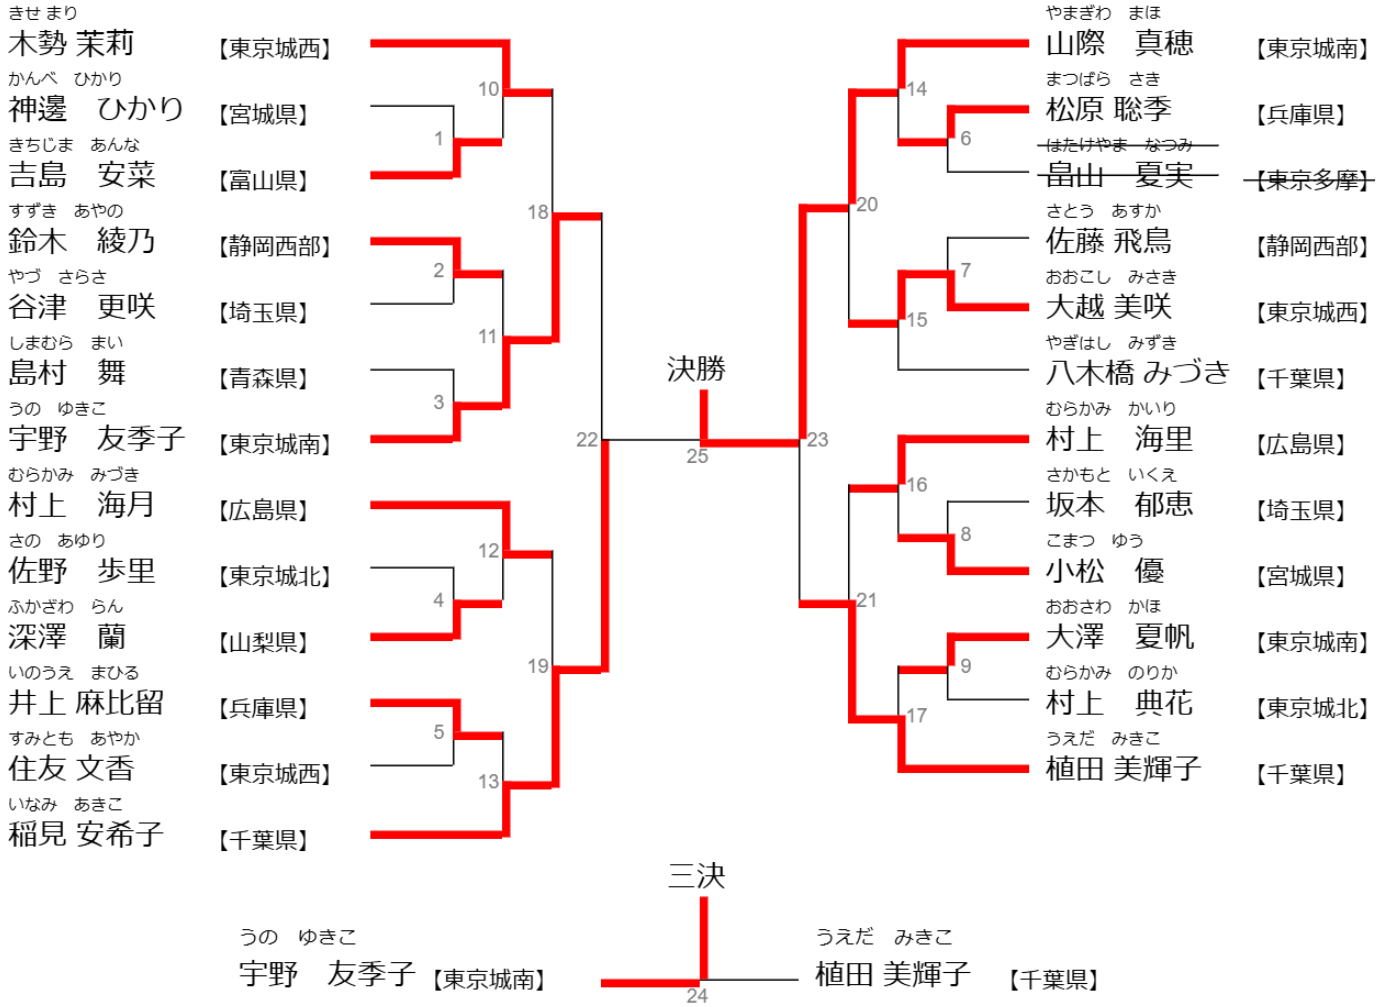 きせ まり
木勢 茉莉 【東京城西】
かんべ ひかり
神邊 ひかり 【宮城県】
きちじま あんな
吉島 安菜 【富山県】
すずき あやの
鈴木 綾乃 【静岡西部】
やづ さらさ
谷津 更咲 【埼玉県】
しまむら まい
島村 舞 【青森県】
うの ゆきこ
宇野 友季子 【東京城南】
むらかみ みづき
村上 海月 【広島県】
さの あゆり
佐野 歩里 【東京城北】
ふかざわ らん
深澤 蘭 【山梨県】
いのうえ まひる
井上 麻比留 【兵庫県】
すみとも あやか
住友 文香 【東京城西】
いなみ あきこ
稲見 安希子 【千葉県】
10
1
18
2
11
3
22
12
4
19
5
13
決勝
25
14
6
20
7
15
23
16
8
21
9
17
やまぎわ まほ
山際 真穂 【東京城南】
まつばら さき
松原 聡季 【兵庫県】
はたけやま なつみ
畠山 夏実 【東京多摩】
さとう あすか
佐藤 飛鳥 【静岡西部】
おおこし みさき
大越 美咲 【東京城西】
やぎはし みずき
八木橋 みづき 【千葉県】
むらかみ かいり
村上 海里 【広島県】
さかもと いくえ
坂本 郁恵 【埼玉県】
こまつ ゆう
小松 優 【宮城県】
おおさわ かほ
大澤 夏帆 【東京城南】
むらかみ のりか
村上 典花 【東京城北】
うえだ みきこ
植田 美輝子 【千葉県】
三決
うの ゆきこ
宇野 友季子 【東京城南】
24
うえだ みきこ
植田 美輝子 【千葉県】